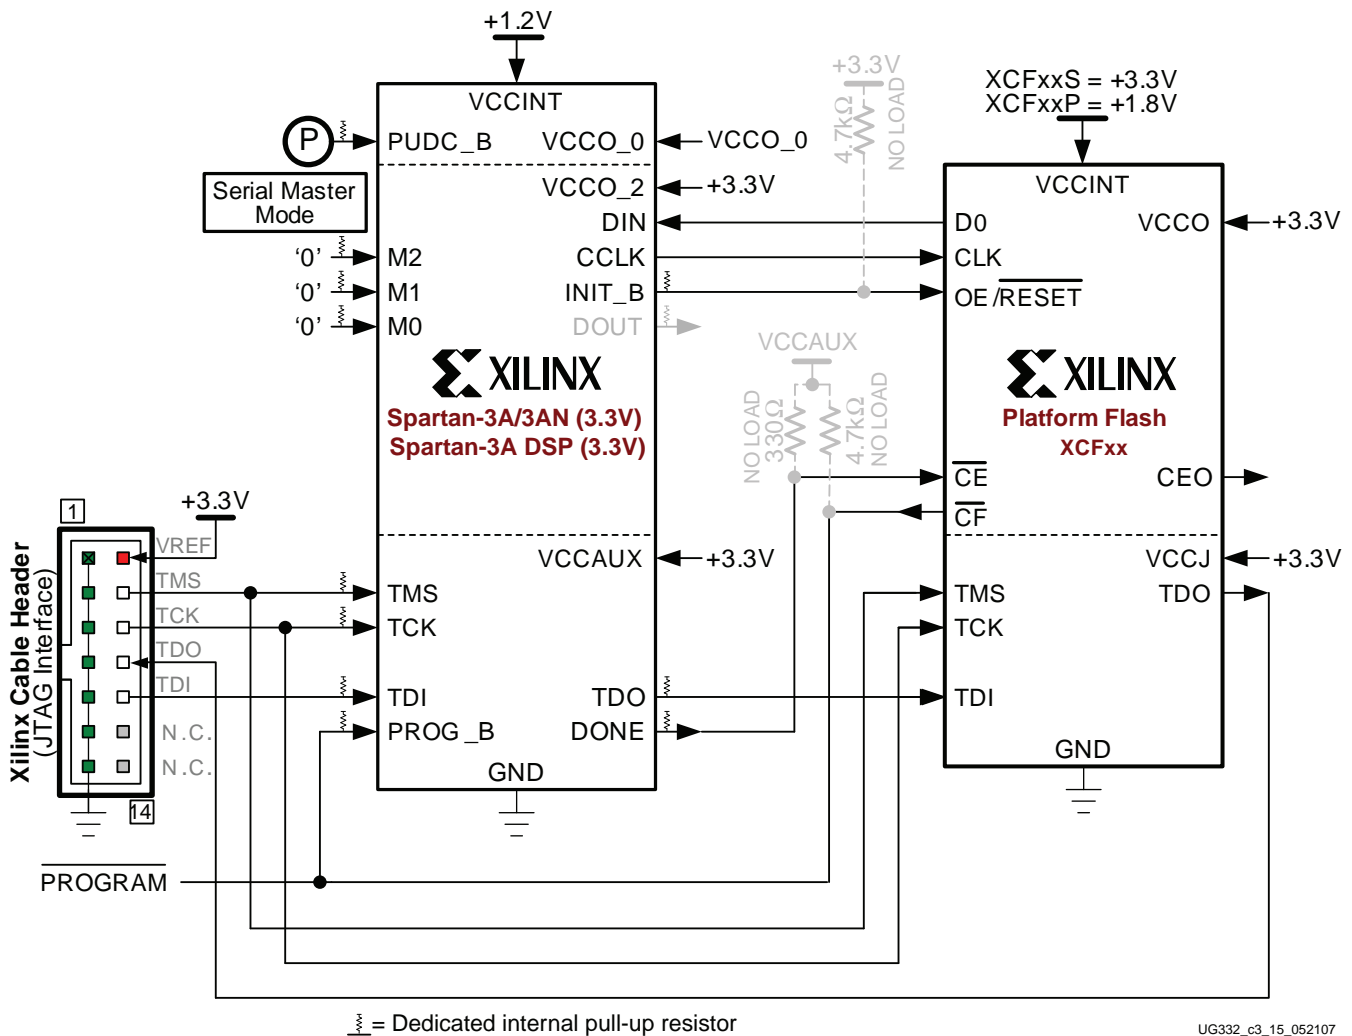 +1.2V
+3.3V
4.7kΩ
NO LOAD
XCFxxS = +3.3V
XCFxxP = +1.8V
VCCINT
P
PUDC_B
VCCO_0
VCCO_0
VCCINT
Serial Master
Mode
VCCO_2
+3.3V
DIN
D0
VCCO
+3.3V
'0'
M2
CCLK
CLK
'0'
M1
INIT_B
OE/RESET
'0'
M0
DOUT
VCCAUX
XILINX
XILINX
Spartan-3A/3AN (3.3V)
Spartan-3A DSP (3.3V)
NO LOAD
330Ω
4.7kΩ
NO LOAD
Platform Flash
XCFxx
CE
CEO
CF
1
+3.3V
Xilinx Cable Header
(JTAG Interface)
VREF
VCCAUX
+3.3V
VCCJ
+3.3V
TMS
TMS
TMS
TDO
TCK
TCK
TCK
TDO
TDI
TDI
TDO
TDI
N.C.
PROG_B
DONE
N.C.
GND
GND
14
PROGRAM
= Dedicated internal pull-up resistor
UG332_c3_15_052107